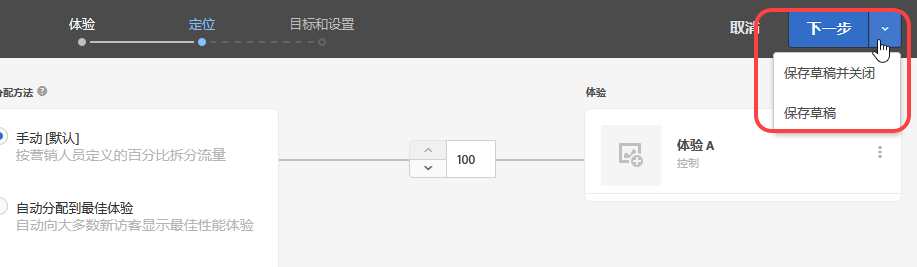 体验 定位 目标和设置 取消 下一步
保存草稿并关闭
保存草稿
分配方法 体验
手动 [默认]
按营销人员定义的百分比拆分流量
100
体验 A
控制
自动分配到最佳体验
自动向大多数新访客显示最佳性能体验